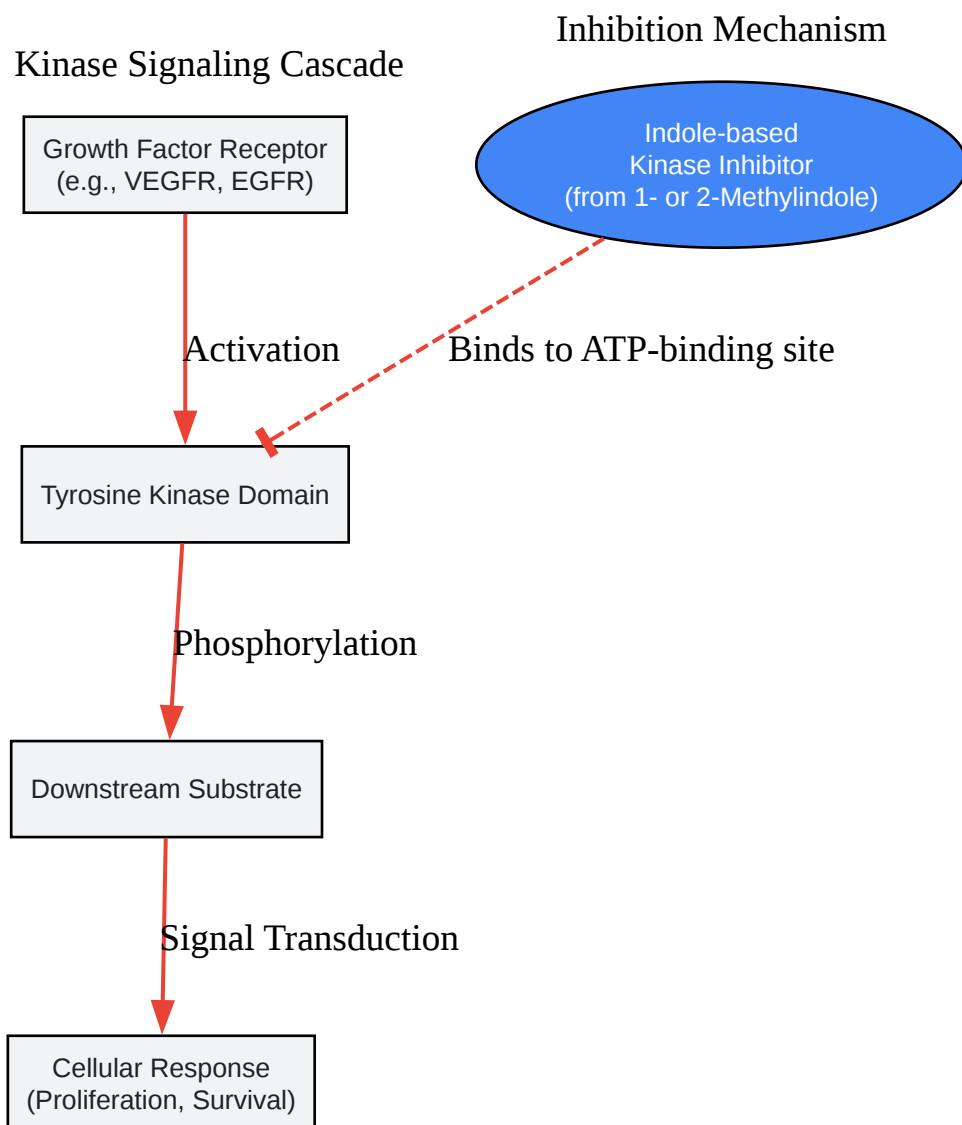 Inhibition Mechanism
Kinase Signaling Cascade
Growth Factor Receptor
(e.g., VEGFR, EGFR)
Indole-based
Kinase Inhibitor
(from 1- or 2-Methylindole)
Activation
Binds to ATP-binding site
Tyrosine Kinase Domain
Phosphorylation
Downstream Substrate
Signal Transduction
Cellular Response
(Proliferation, Survival)